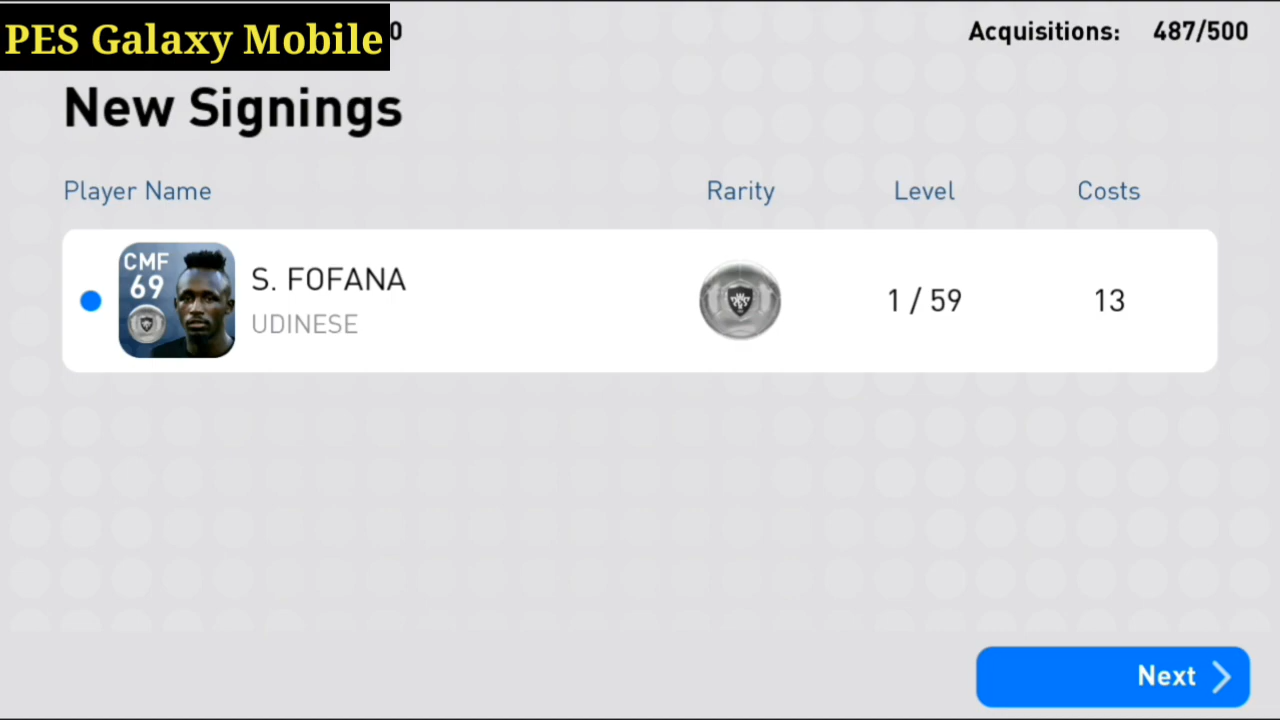 PES Galaxy Mobile
0
Acquisitions: 487/500
New Signings
Player Name Rarity Level Costs
CMF
69
S. FOFANA
UDINESE
1 / 59
13
Next